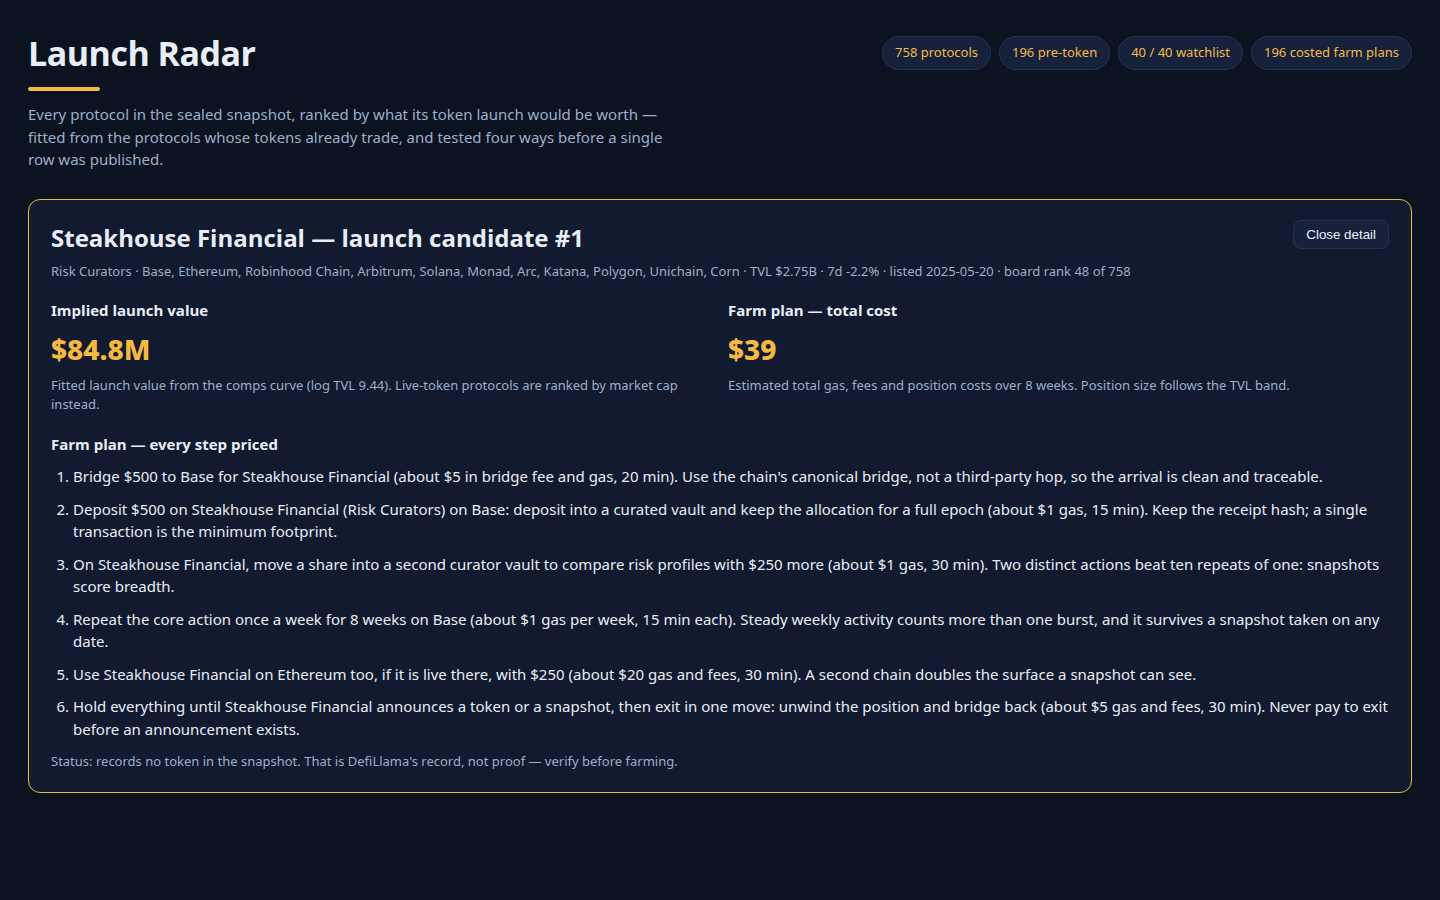 Launch Radar
758 protocols
196 pre-token
40 / 40 watchlist
196 costed farm plans
Every protocol in the sealed snapshot, ranked by what its token launch would be worth —
fitted from the protocols whose tokens already trade, and tested four ways before a single
row was published.
Steakhouse Financial — launch candidate #1
Close detail
Risk Curators · Base, Ethereum, Robinhood Chain, Arbitrum, Solana, Monad, Arc, Katana, Polygon, Unichain, Corn · TVL $2.75B · 7d -2.2% · listed 2025-05-20 · board rank 48 of 758
Implied launch value
$84.8M
Fitted launch value from the comps curve (log TVL 9.44). Live-token protocols are ranked by market cap
instead.
Farm plan — total cost
$39
Estimated total gas, fees and position costs over 8 weeks. Position size follows the TVL band.
Farm plan — every step priced
1. Bridge $500 to Base for Steakhouse Financial (about $5 in bridge fee and gas, 20 min). Use the chain's canonical bridge, not a third-party hop, so the arrival is clean and traceable.
2. Deposit $500 on Steakhouse Financial (Risk Curators) on Base: deposit into a curated vault and keep the allocation for a full epoch (about $1 gas, 15 min). Keep the receipt hash; a single
transaction is the minimum footprint.
3. On Steakhouse Financial, move a share into a second curator vault to compare risk profiles with $250 more (about $1 gas, 30 min). Two distinct actions beat ten repeats of one: snapshots
score breadth.
4. Repeat the core action once a week for 8 weeks on Base (about $1 gas per week, 15 min each). Steady weekly activity counts more than one burst, and it survives a snapshot taken on any
date.
5. Use Steakhouse Financial on Ethereum too, if it is live there, with $250 (about $20 gas and fees, 30 min). A second chain doubles the surface a snapshot can see.
6. Hold everything until Steakhouse Financial announces a token or a snapshot, then exit in one move: unwind the position and bridge back (about $5 gas and fees, 30 min). Never pay to exit
before an announcement exists.
Status: records no token in the snapshot. That is DefiLlama's record, not proof — verify before farming.